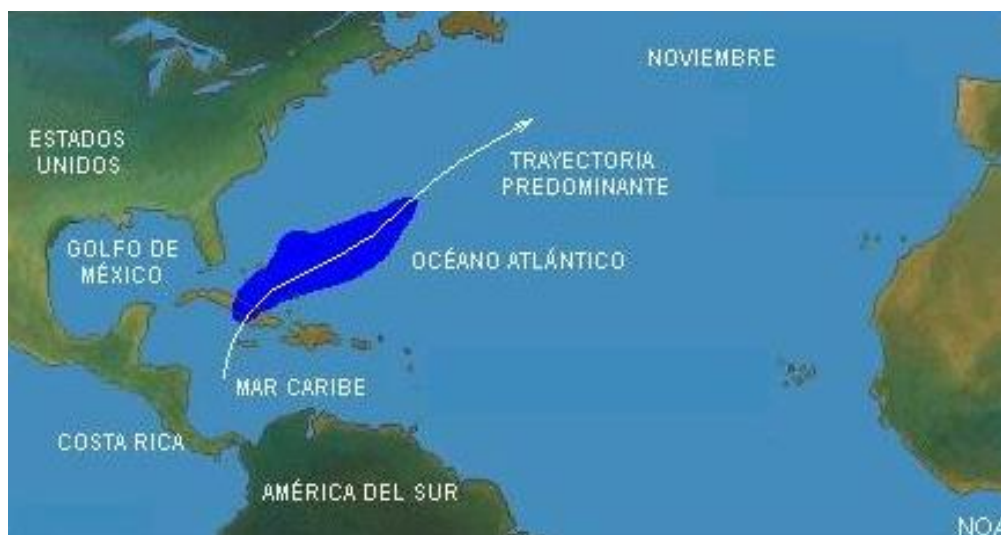 NOVIEMBRE
ESTADOS
UNIDOS
TRAYECTORIA
PREDOMINANTE
GOLFO DE
MÉXICO
OCÉANO ATLÁNTICO
MAR CARIBE
COSTA RICA
AMÉRICA DEL SUR